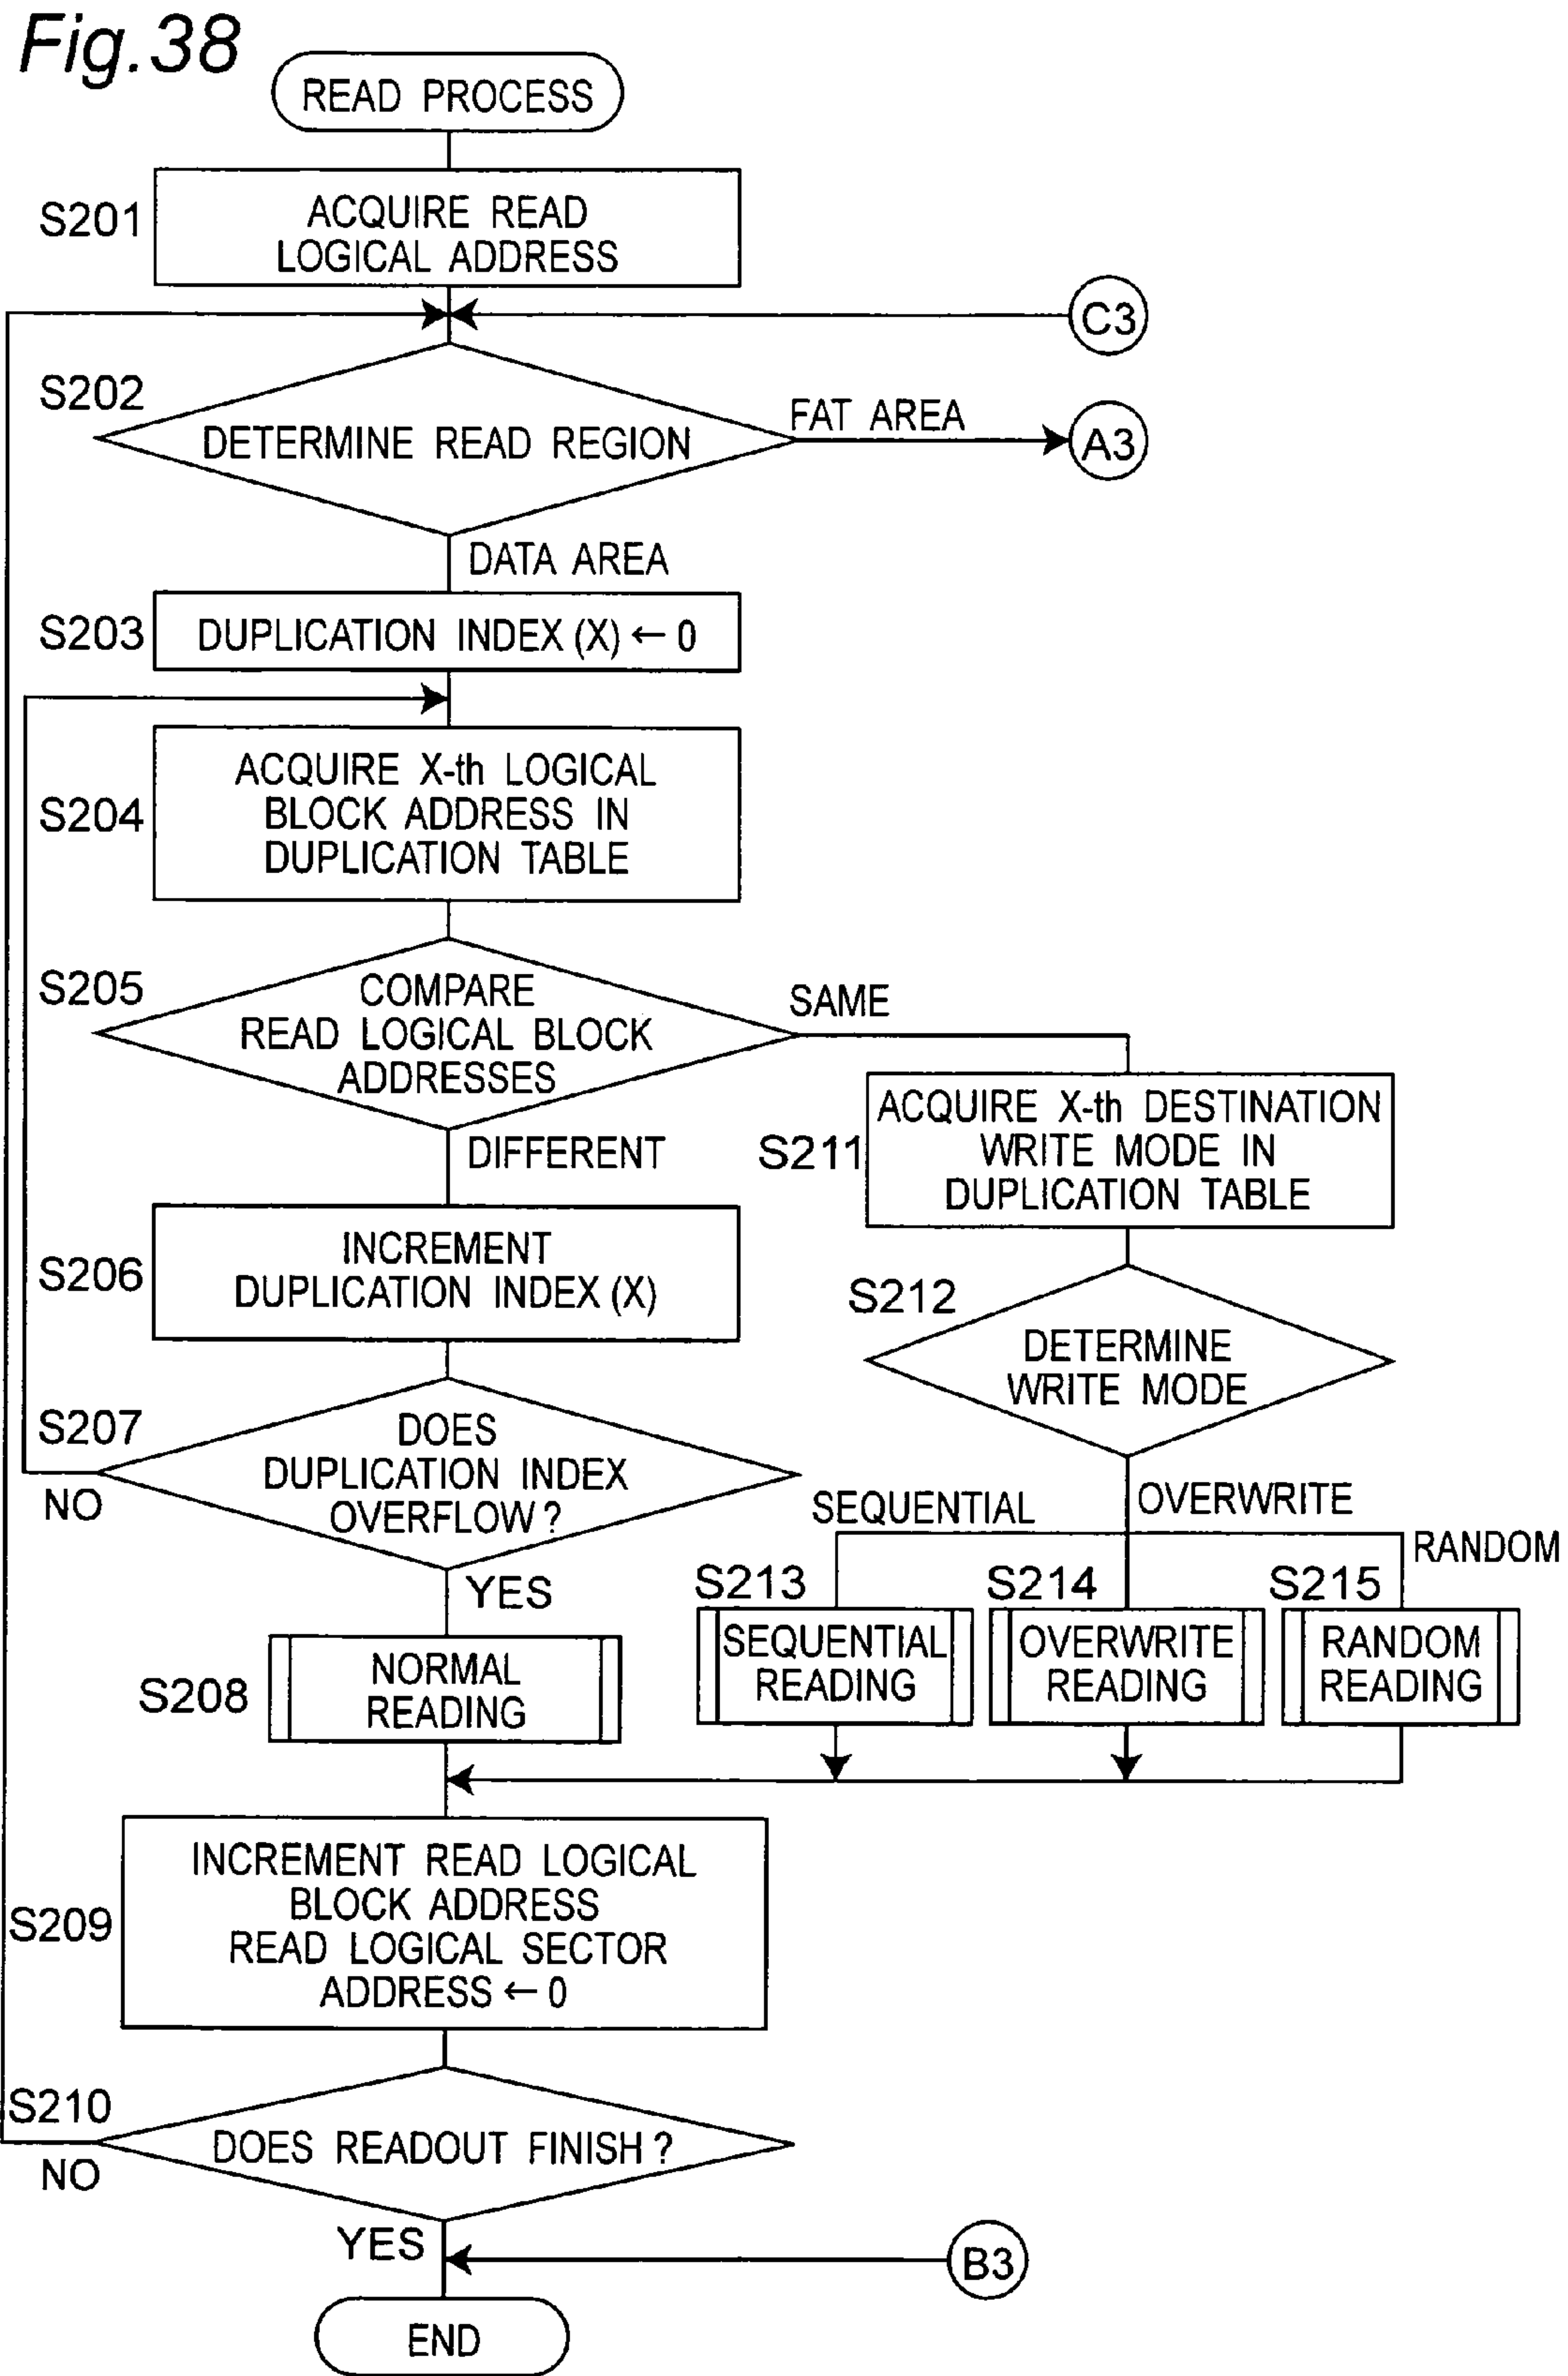 Fig.38
READ PROCESS
S201
ACQUIRE READ
LOGICAL ADDRESS
C3
S202
DETERMINE READ REGION
FAT AREA
A3
DATA AREA
S203
DUPLICATION INDEX (X) ← 0
S204
ACQUIRE X-th LOGICAL
BLOCK ADDRESS IN
DUPLICATION TABLE
S205
COMPARE
READ LOGICAL BLOCK
ADDRESSES
SAME
DIFFERENT
S211
ACQUIRE X-th DESTINATION
WRITE MODE IN
DUPLICATION TABLE
S206
INCREMENT
DUPLICATION INDEX (X)
S212
DETERMINE
WRITE MODE
S207
DOES
DUPLICATION INDEX
OVERFLOW ?
NO
YES
SEQUENTIAL
OVERWRITE
RANDOM
S208
NORMAL
READING
S213
SEQUENTIAL
READING
S214
OVERWRITE
READING
S215
RANDOM
READING
S209
INCREMENT READ LOGICAL
BLOCK ADDRESS
READ LOGICAL SECTOR
ADDRESS ← 0
S210
DOES READOUT FINISH ?
NO
YES
B3
END